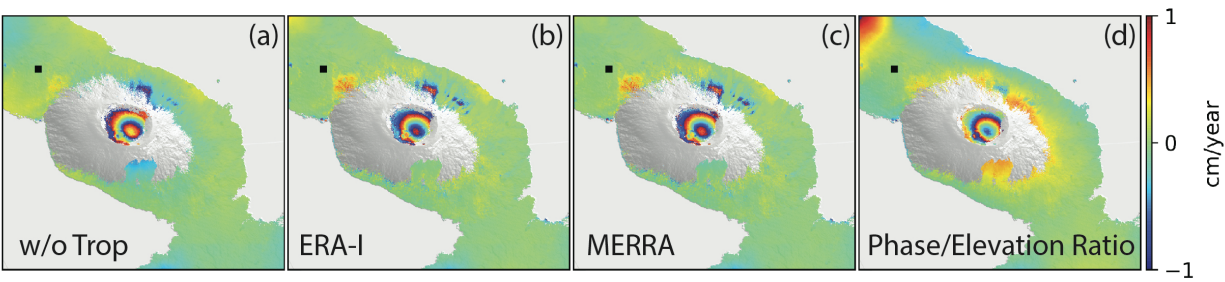 (a)
(b)
(c)
(d)
w/o Trop
ERA-I
MERRA
Phase/Elevation Ratio
1
0
−1
cm/year